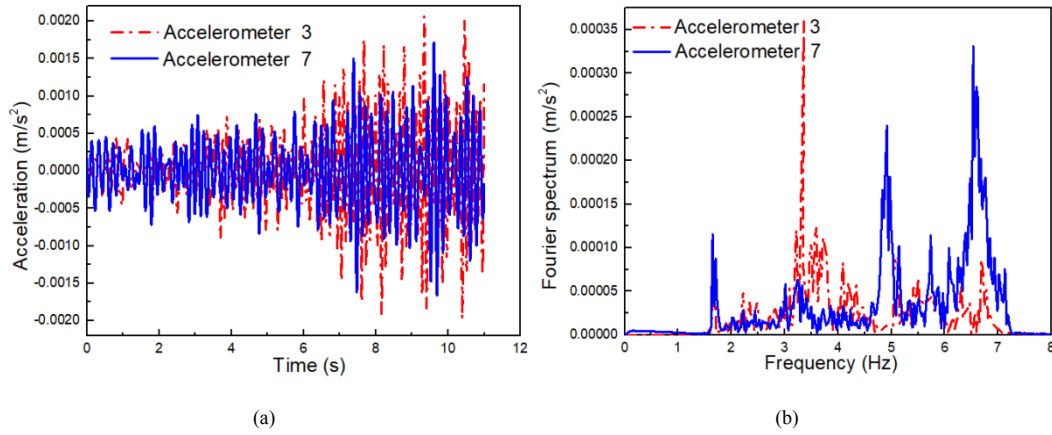 0.0020
0.0015
0.0010
0.0005
0.0000
-0.0005
-0.0010
-0.0015
-0.0020
Acceleration (m/s²)
Accelerometer 3
Accelerometer 7
0 2 4 6 8 10 12
Time (s)
(a)
0.00035
0.00030
0.00025
0.00020
0.00015
0.00010
0.00005
0.00000
Fourier spectrum (m/s²)
Accelerometer 3
Accelerometer 7
0 1 2 3 4 5 6 7 8
Frequency (Hz)
(b)